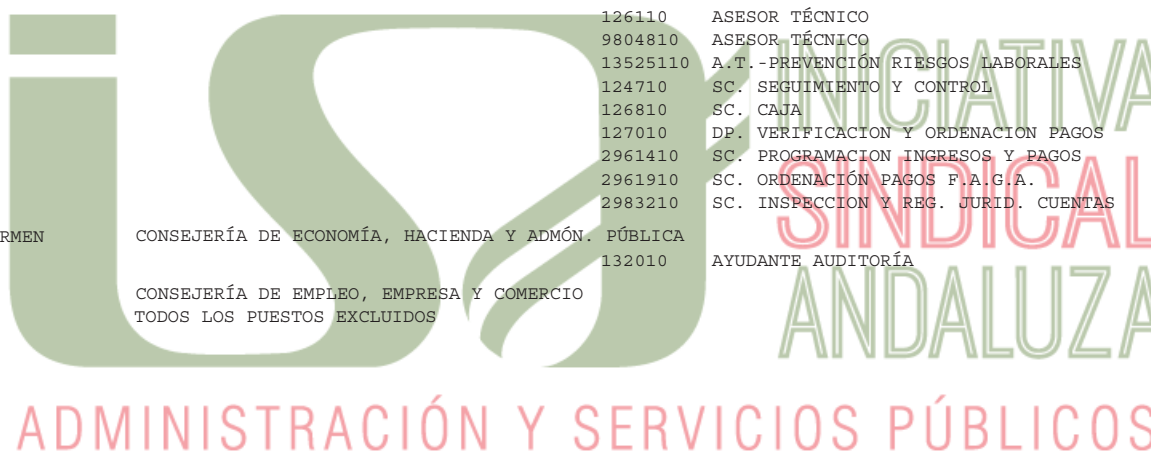 126110 ASESOR TÉCNICO
9804810 ASESOR TÉCNICO
13525110 A.T.-PREVENCIÓN RIESGOS LABORALES
124710 SC. SEGUIMIENTO Y CONTROL
126810 SC. CAJA
127010 DP. VERIFICACION Y ORDENACION PAGOS
2961410 SC. PROGRAMACION INGRESOS Y PAGOS
2961910 SC. ORDENACIÓN PAGOS F.A.G.A.
2983210 SC. INSPECCION Y REG. JURID. CUENTAS
RMEN CONSEJERÍA DE ECONOMÍA, HACIENDA Y ADMÓN. PÚBLICA
132010 AYUDANTE AUDITORÍA
CONSEJERÍA DE EMPLEO, EMPRESA Y COMERCIO
TODOS LOS PUESTOS EXCLUIDOS
isa
INICIATIVA
SINDICAL
ANDALUZA
ADMINISTRACIÓN Y SERVICIOS PÚBLICOS